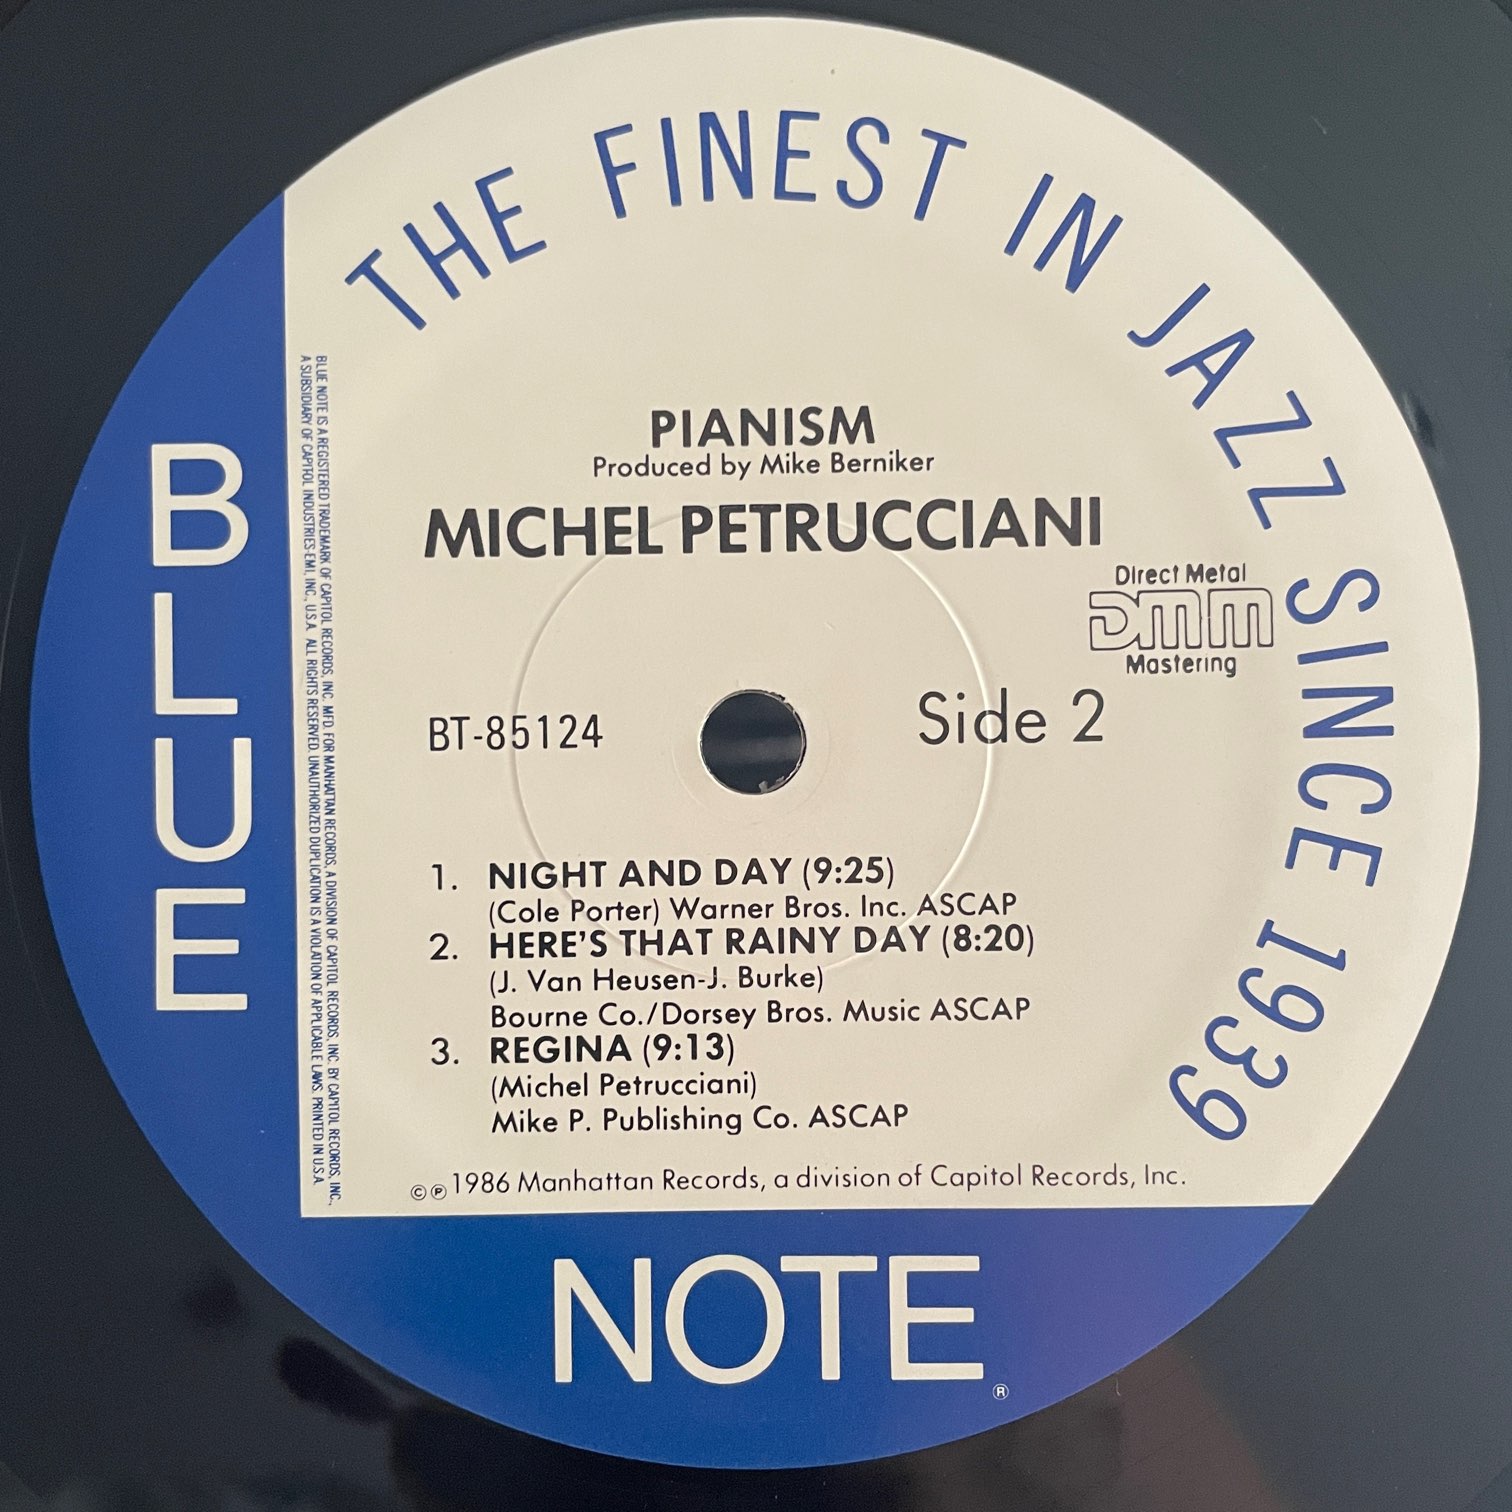 THE FINEST IN JAZZ SINCE 1939
PIANISM
Produced by Mike Berniker
MICHEL PETRUCCIANI
Direct Metal
DMM
Mastering
BT-85124
Side 2
1. NIGHT AND DAY (9:25)
(Cole Porter) Warner Bros. Inc. ASCAP
2. HERE'S THAT RAINY DAY (8:20)
(J. Van Heusen-J. Burke)
Bourne Co./Dorsey Bros. Music ASCAP
3. REGINA (9:13)
(Michel Petrucciani)
Mike P. Publishing Co. ASCAP
©℗ 1986 Manhattan Records, a division of Capitol Records, Inc.
BLUE NOTE IS A REGISTERED TRADEMARK OF CAPITOL RECORDS, INC. MFD. FOR MANHATTAN RECORDS, A DIVISION OF CAPITOL RECORDS, INC. BY CAPITOL RECORDS, INC.,
A SUBSIDIARY OF CAPITOL INDUSTRIES-EMI, INC., U.S.A. ALL RIGHTS RESERVED. UNAUTHORIZED DUPLICATION IS A VIOLATION OF APPLICABLE LAWS. PRINTED IN U.S.A.
BLUE
NOTE®